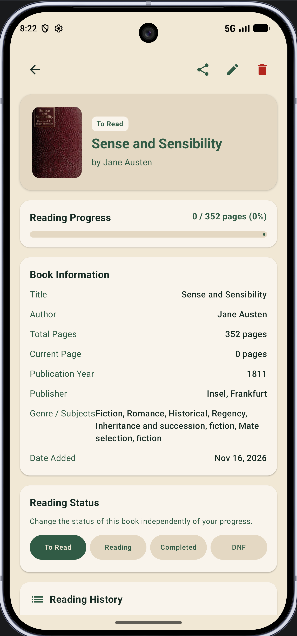 8:22
5G
To Read
Sense and Sensibility
by Jane Austen
Reading Progress 0 / 352 pages (0%)
Book Information
Title Sense and Sensibility
Author Jane Austen
Total Pages 352 pages
Current Page 0 pages
Publication Year 1811
Publisher Insel, Frankfurt
Genre / Subjects Fiction, Romance, Historical, Regency,
Inheritance and succession, fiction, Mate
selection, fiction
Date Added Nov 16, 2026
Reading Status
Change the status of this book independently of your progress.
To Read Reading Completed DNF
Reading History